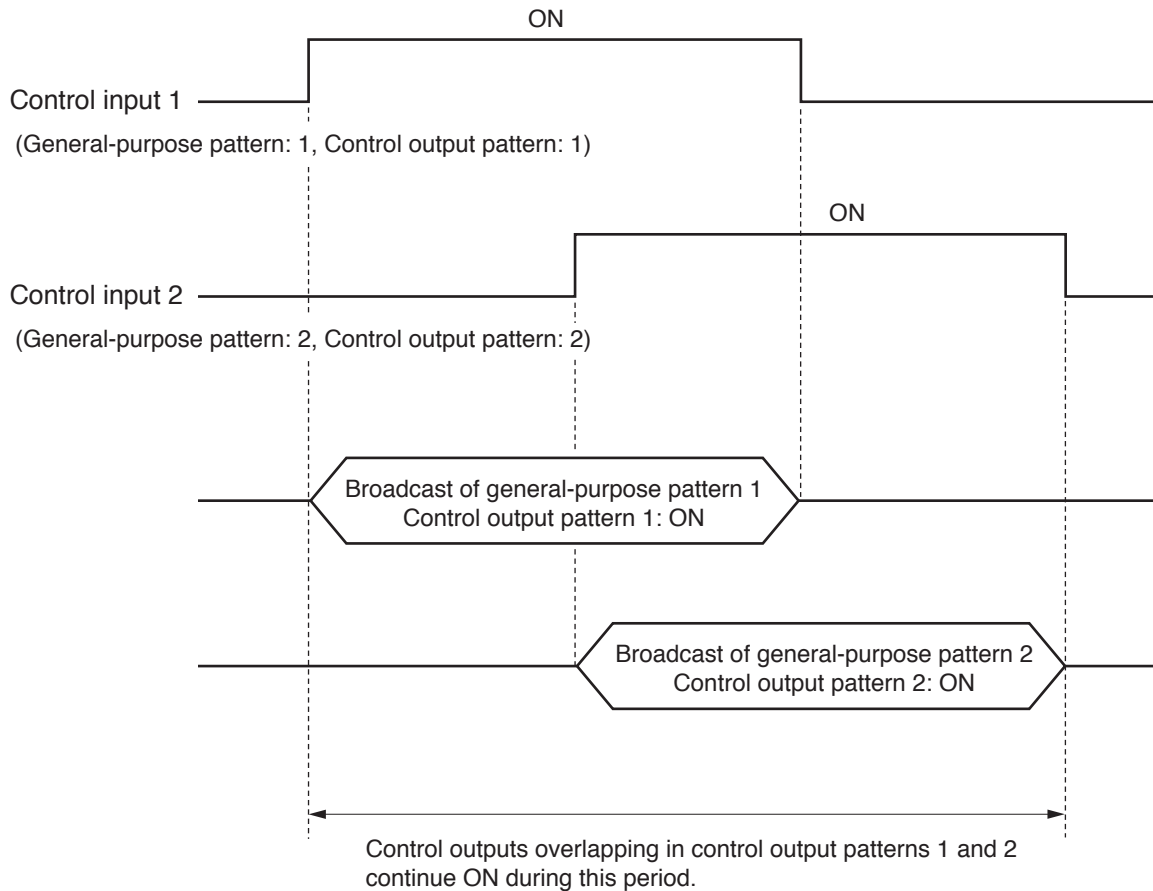 ON
Control input 1
(General-purpose pattern: 1, Control output pattern: 1)
ON
Control input 2
(General-purpose pattern: 2, Control output pattern: 2)
Broadcast of general-purpose pattern 1
Control output pattern 1: ON
Broadcast of general-purpose pattern 2
Control output pattern 2: ON
Control outputs overlapping in control output patterns 1 and 2
continue ON during this period.